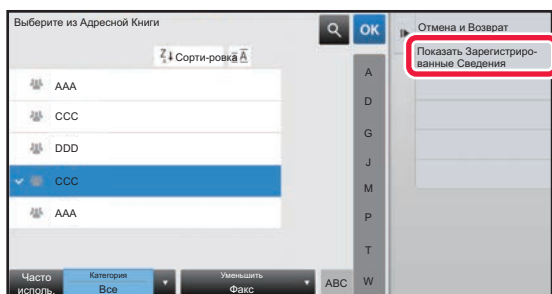 Выберите из Адресной Книги
OK
Отмена и Возврат
Показать Зарегистриро-
ванные Сведения
Сорти-ровка
AAA
CCC
DDD
CCC
AAA
A
D
G
J
M
P
T
W
Часто
использ.
Категория
Все
Уменьшить
Факс
ABC